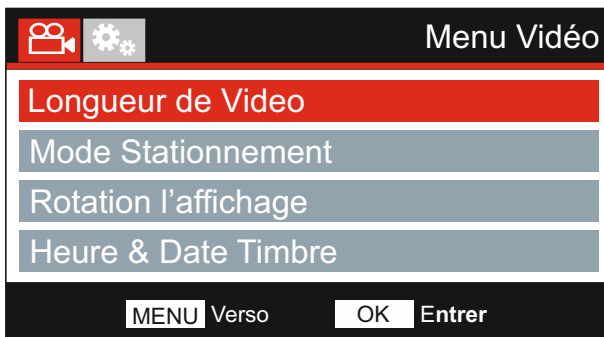 Menu Vidéo
Longueur de Video
Mode Stationnement
Rotation l’affichage
Heure & Date Timbre
MENU Verso OK Entrer